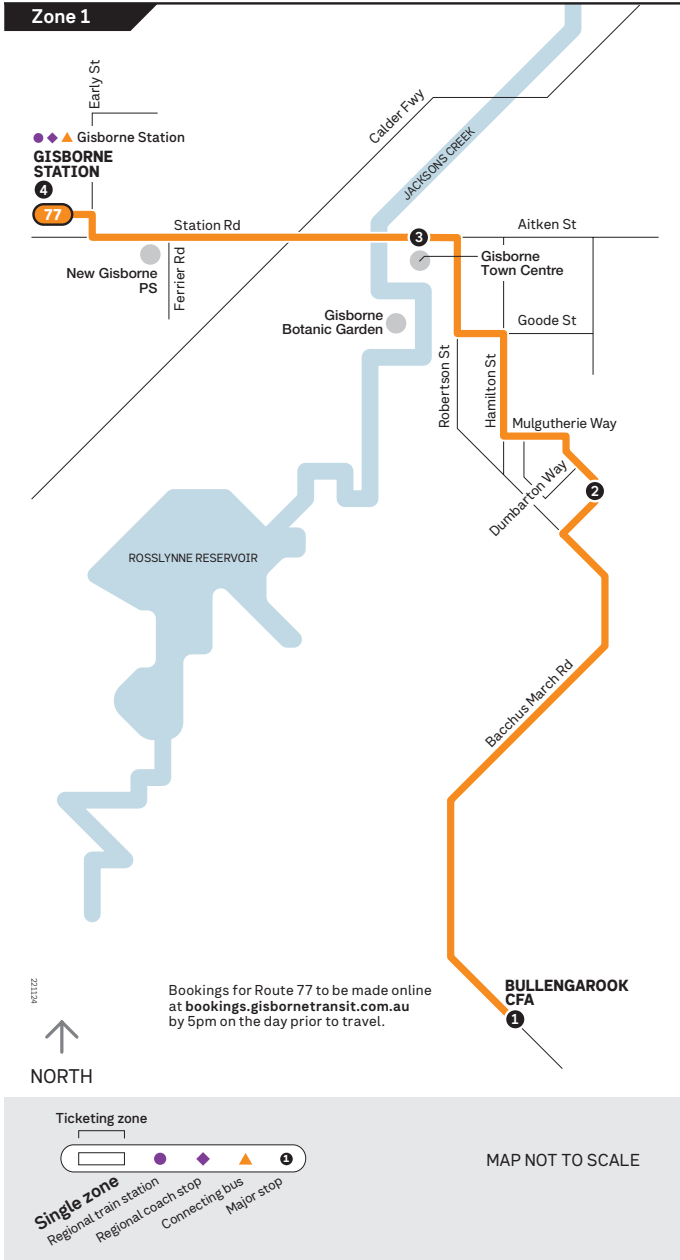 Zone 1
Early St
Calder Fwy
JACKSONS CREEK
Gisborne Station
GISBORNE
STATION
4
77
Station Rd
3
Aitken St
New Gisborne
PS
Ferrier Rd
Gisborne
Town Centre
Gisborne
Botanic Garden
Goode St
Robertson St
Hamilton St
Mulgutherie Way
Dumbarton Way
2
ROSSLYNNE RESERVOIR
Bacchus March Rd
221124
Bookings for Route 77 to be made online
at bookings.gisbornetransit.com.au
by 5pm on the day prior to travel.
BULLENGAROOK
CFA
1
NORTH
Ticketing zone
1
Single zone
Regional train station
Regional coach stop
Connecting bus
Major stop
MAP NOT TO SCALE